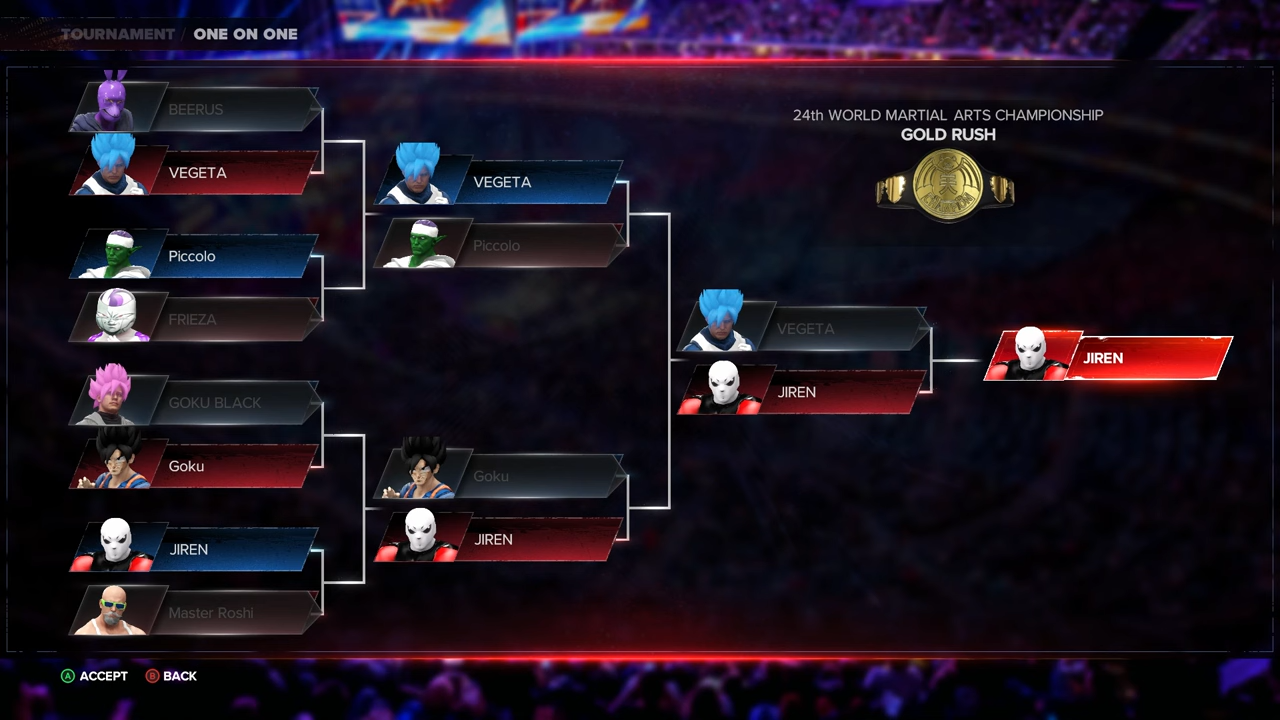 TOURNAMENT / ONE ON ONE
24th WORLD MARTIAL ARTS CHAMPIONSHIP
GOLD RUSH
BEERUS
VEGETA
Piccolo
FRIEZA
GOKU BLACK
Goku
JIREN
Master Roshi
VEGETA
Piccolo
Goku
JIREN
VEGETA
JIREN
JIREN
A ACCEPT B BACK